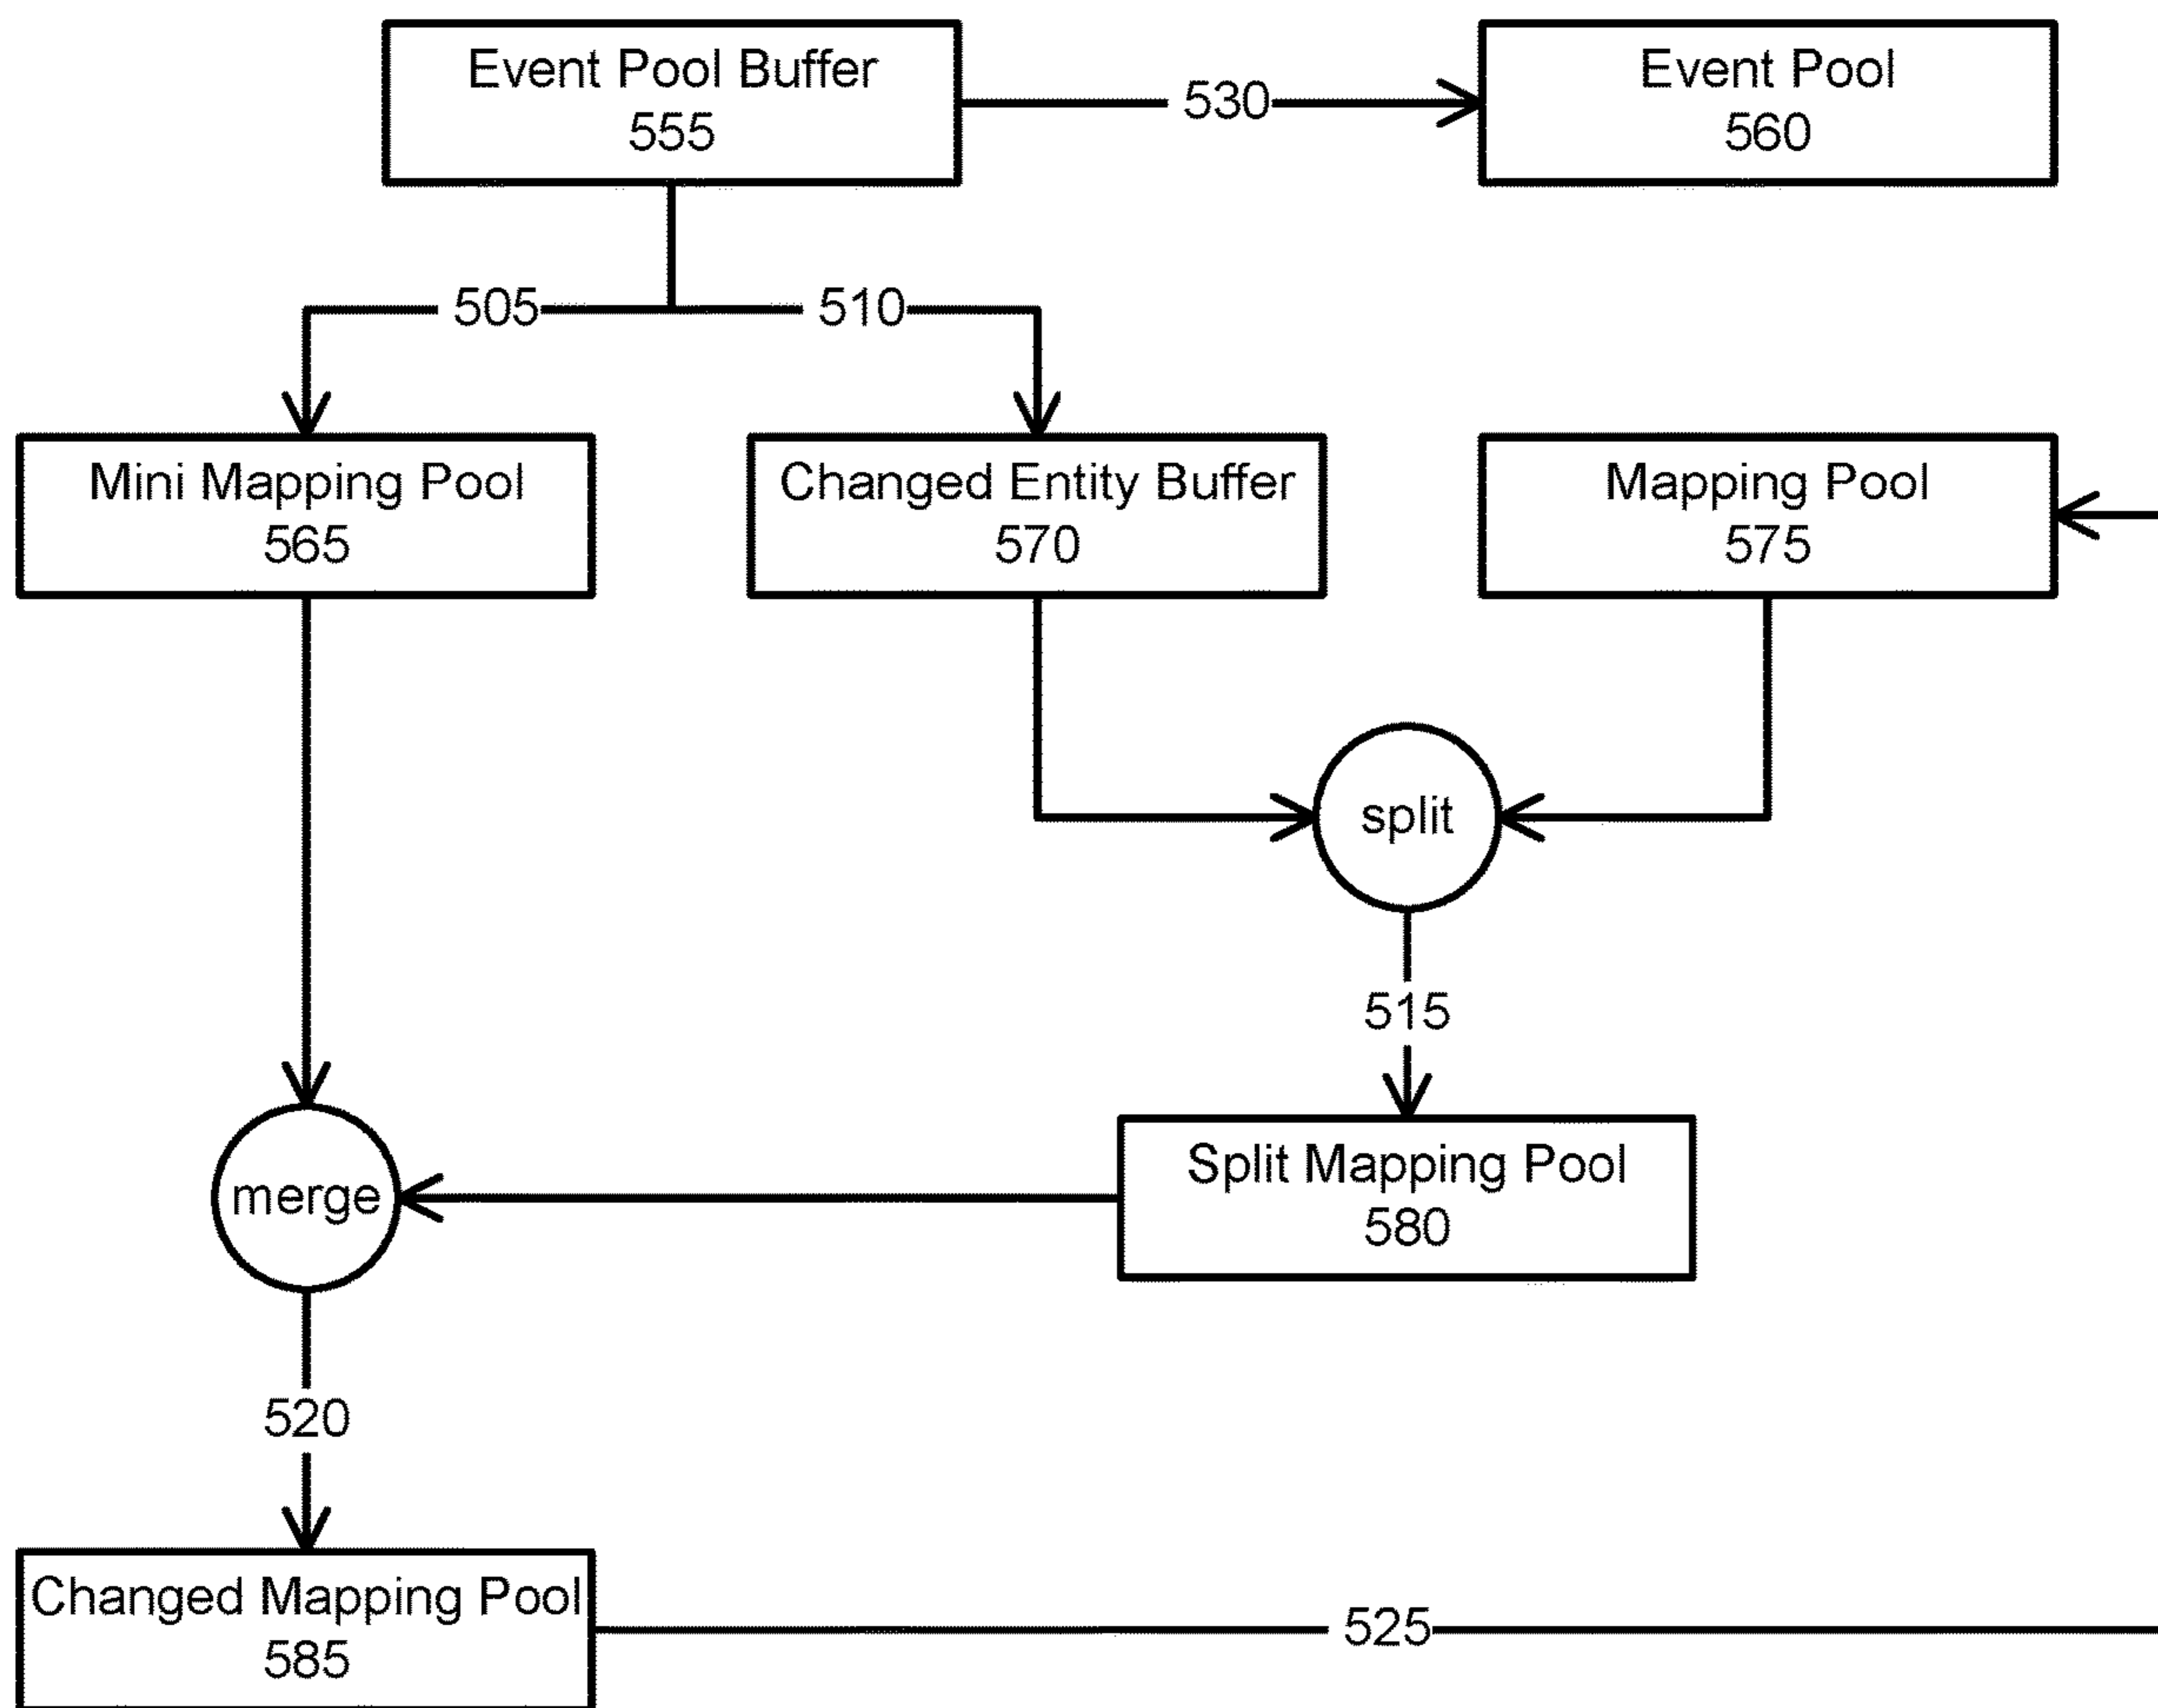 Event Pool Buffer
555
530
Event Pool
560
505
510
Mini Mapping Pool
565
Changed Entity Buffer
570
Mapping Pool
575
split
515
merge
Split Mapping Pool
580
520
Changed Mapping Pool
585
525